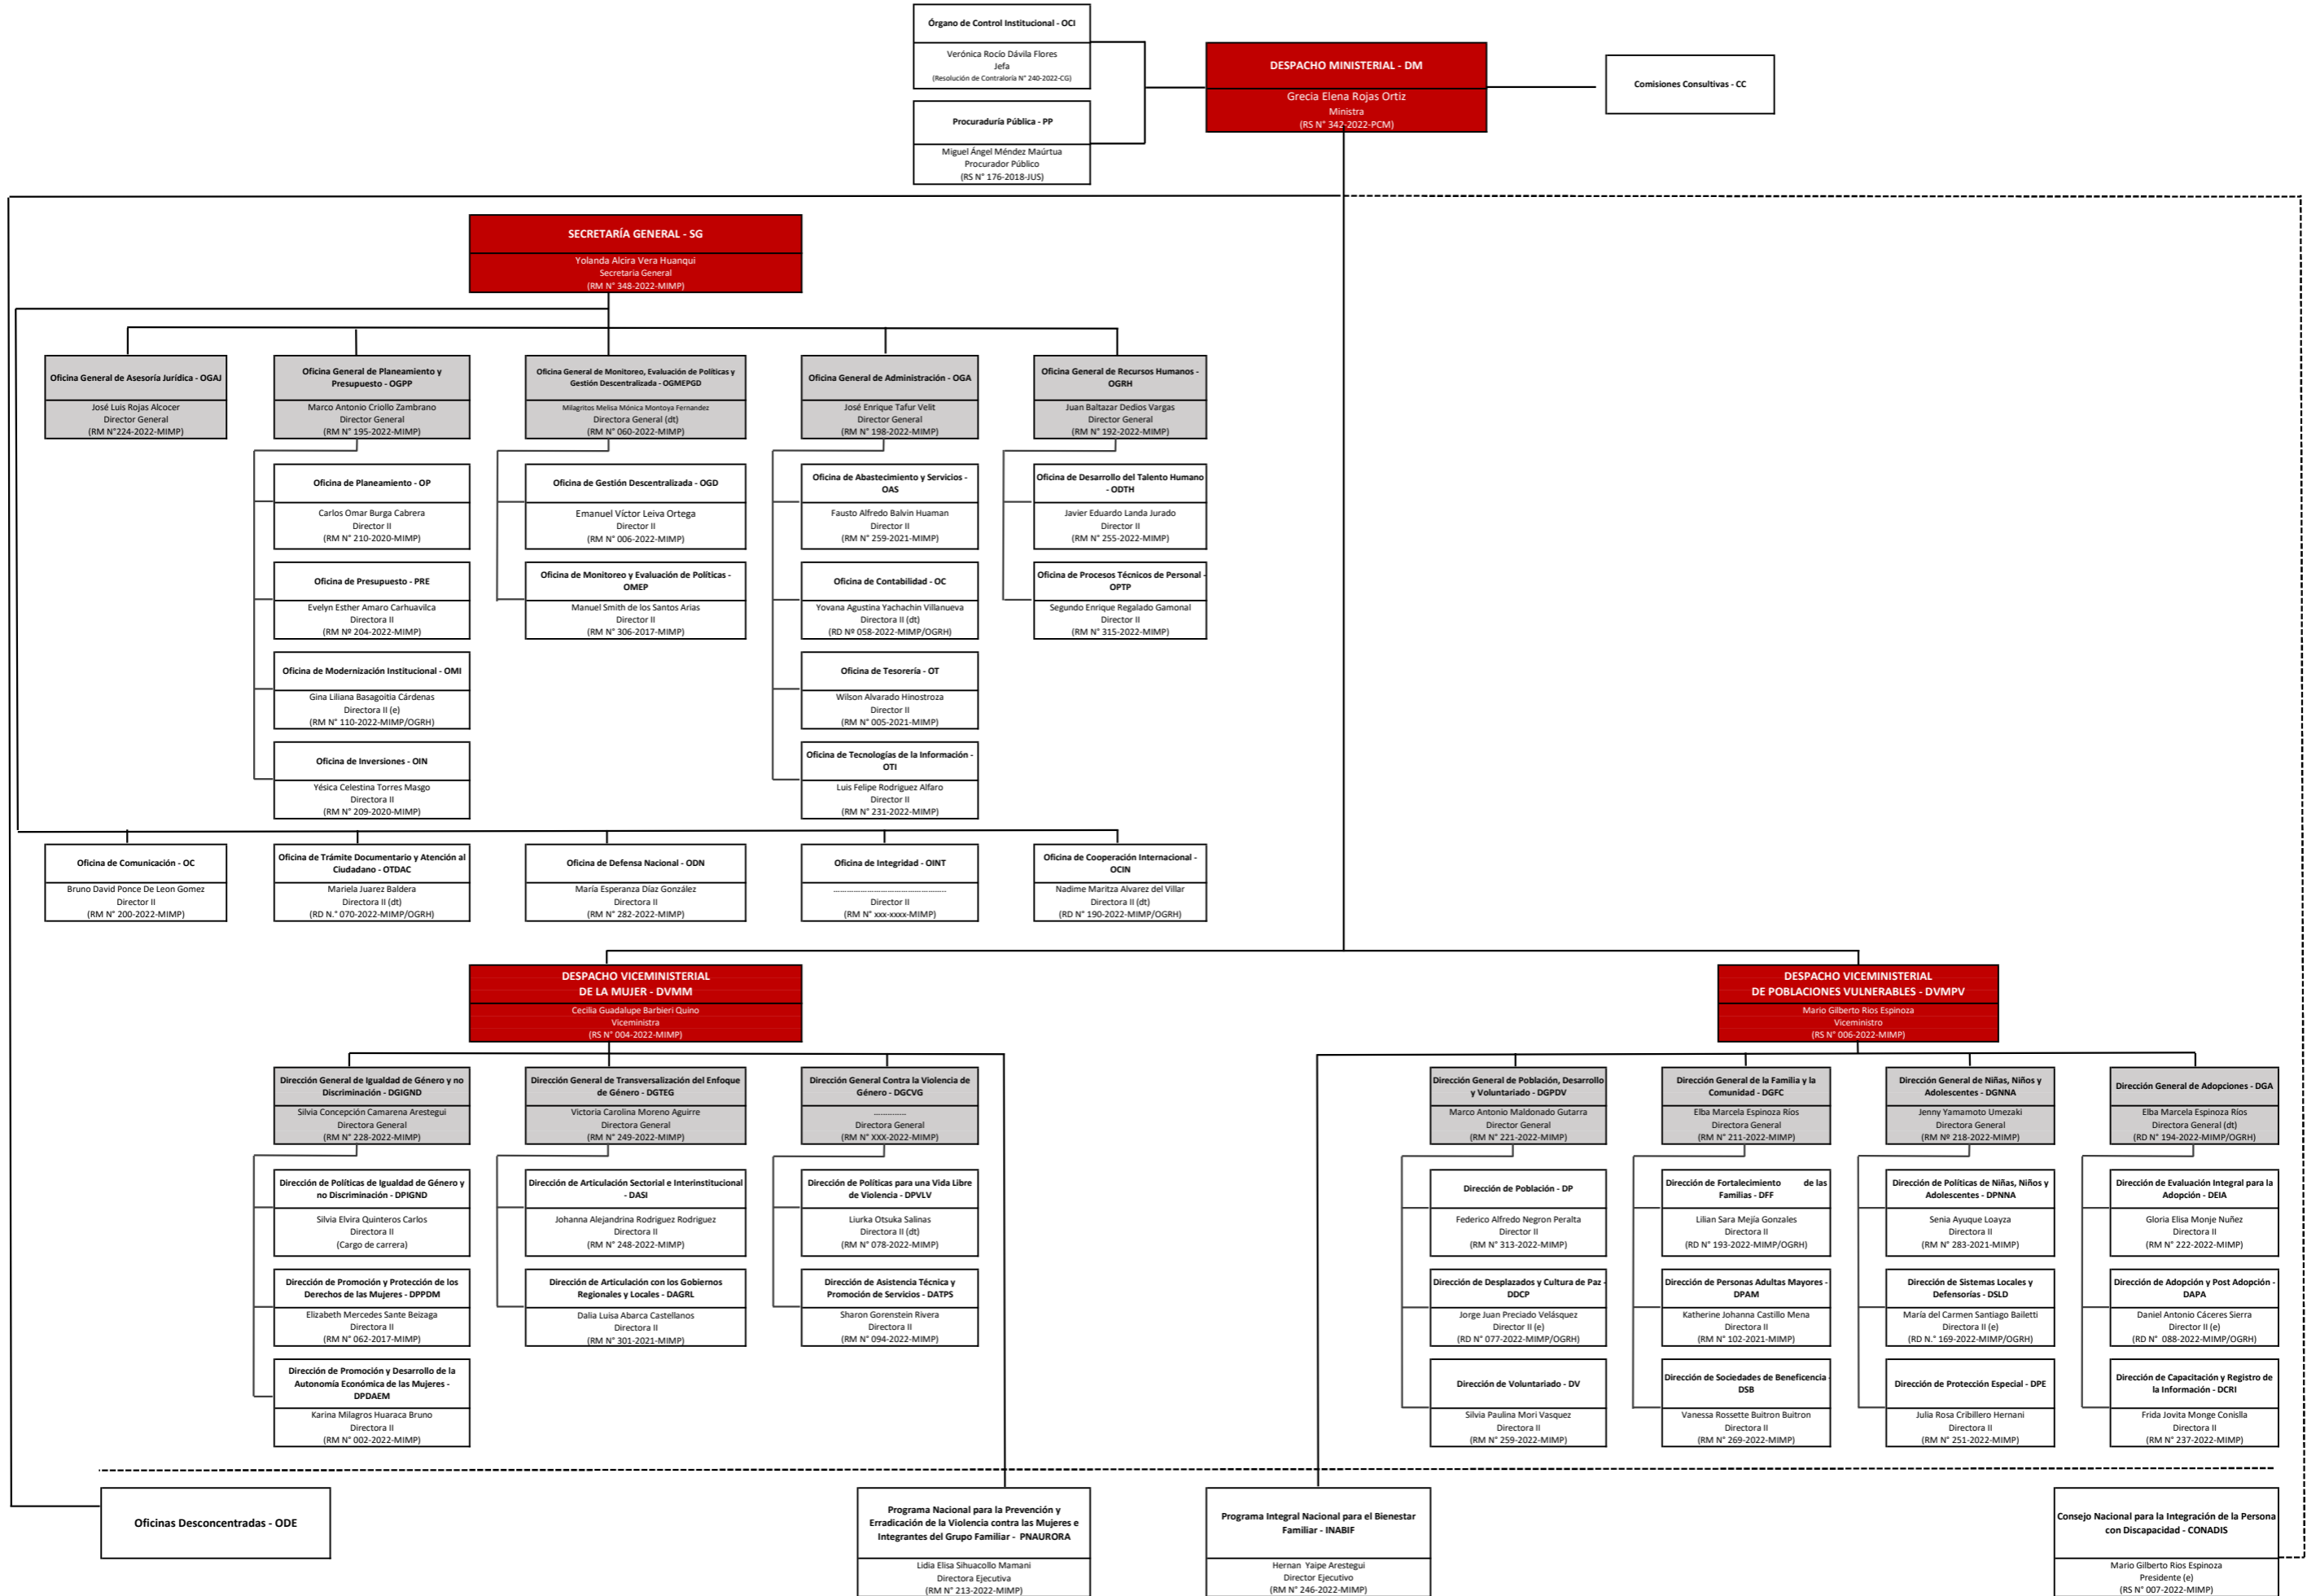 Órgano de Control Institucional - OCI
Verónica Rocío Dávila Flores
Jefa
(Resolución de Contraloría N° 240-2022-CG)
DESPACHO MINISTERIAL - DM
Grecia Elena Rojas Ortiz
Ministra
(RS N° 342-2022-PCM)
Comisiones Consultivas - CC
Procuraduría Pública - PP
Miguel Ángel Méndez Maúrtua
Procurador Público
(RS N° 176-2018-JUS)
SECRETARÍA GENERAL - SG
Yolanda Alcira Vera Huanqui
Secretaria General
(RM N° 348-2022-MIMP)
Oficina General de Asesoría Jurídica - OGAJ
José Luis Rojas Alcocer
Director General
(RM N°224-2022-MIMP)
Oficina General de Planeamiento y
Presupuesto - OGPP
Marco Antonio Criollo Zambrano
Director General
(RM N° 195-2022-MIMP)
Oficina General de Monitoreo, Evaluación de Políticas y
Gestión Descentralizada - OGMEPGD
Milagritos Melisa Mónica Montoya Fernandez
Directora General (dt)
(RM N° 060-2022-MIMP)
Oficina General de Administración - OGA
José Enrique Tafur Velit
Director General
(RM N° 198-2022-MIMP)
Oficina General de Recursos Humanos -
OGRH
Juan Baltazar Dedios Vargas
Director General
(RM N° 192-2022-MIMP)
Oficina de Planeamiento - OP
Carlos Omar Burga Cabrera
Director II
(RM N° 210-2020-MIMP)
Oficina de Gestión Descentralizada - OGD
Emanuel Víctor Leiva Ortega
Director II
(RM N° 006-2022-MIMP)
Oficina de Abastecimiento y Servicios -
OAS
Fausto Alfredo Balvin Huaman
Director II
(RM N° 259-2021-MIMP)
Oficina de Desarrollo del Talento Humano
- ODTH
Javier Eduardo Landa Jurado
Director II
(RM N° 255-2022-MIMP)
Oficina de Presupuesto - PRE
Evelyn Esther Amaro Carhuavilca
Directora II
(RM Nº 204-2022-MIMP)
Oficina de Monitoreo y Evaluación de Políticas -
OMEP
Manuel Smith de los Santos Arias
Director II
(RM N° 306-2017-MIMP)
Oficina de Contabilidad - OC
Yovana Agustina Yachachin Villanueva
Directora II (dt)
(RD Nº 058-2022-MIMP/OGRH)
Oficina de Procesos Técnicos de Personal -
OPTP
Segundo Enrique Regalado Gamonal
Director II
(RM N° 315-2022-MIMP)
Oficina de Modernización Institucional - OMI
Gina Liliana Basagoitia Cárdenas
Directora II (e)
(RM N° 110-2022-MIMP/OGRH)
Oficina de Tesorería - OT
Wilson Alvarado Hinostroza
Director II
(RM N° 005-2021-MIMP)
Oficina de Inversiones - OIN
Yésica Celestina Torres Masgo
Directora II
(RM N° 209-2020-MIMP)
Oficina de Tecnologías de la Información -
OTI
Luis Felipe Rodriguez Alfaro
Director II
(RM N° 231-2022-MIMP)
Oficina de Comunicación - OC
Bruno David Ponce De Leon Gomez
Director II
(RM N° 200-2022-MIMP)
Oficina de Trámite Documentario y Atención al
Ciudadano - OTDAC
Mariela Juarez Baldera
Directora II (dt)
(RD N.° 070-2022-MIMP/OGRH)
Oficina de Defensa Nacional - ODN
María Esperanza Díaz González
Director II
(RM N° 282-2022-MIMP)
Oficina de Integridad - OINT
................................................
Director II
(RM N° xxx-xxxx-MIMP)
Oficina de Cooperación Internacional -
OCIN
Nadime Maritza Alvarez del Villar
Directora II (dt)
(RD N° 190-2022-MIMP/OGRH)
DESPACHO VICEMINISTERIAL
DE LA MUJER - DVMM
Cecilia Guadalupe Barbieri Quino
Viceministra
(RS N° 004-2022-MIMP)
DESPACHO VICEMINISTERIAL
DE POBLACIONES VULNERABLES - DVMPV
Mario Gilberto Rios Espinoza
Viceministro
(RS N° 006-2022-MIMP)
Dirección General de Igualdad de Género y no
Discriminación - DGIGND
Silvia Concepción Camarena Arestegui
Directora General
(RM N° 228-2022-MIMP)
Dirección General de Transversalización del Enfoque
de Género - DGTEG
Victoria Carolina Moreno Aguirre
Directora General
(RM N° 249-2022-MIMP)
Dirección General Contra la Violencia de
Género - DGCVG
..............
Directora General
(RM N° XXX-2022-MIMP)
Dirección General de Población, Desarrollo
y Voluntariado - DGPDV
Marco Antonio Maldonado Gutarra
Director General
(RM N° 221-2022-MIMP)
Dirección General de la Familia y la
Comunidad - DGFC
Elba Marcela Espinoza Ríos
Directora General
(RM N° 211-2022-MIMP)
Dirección General de Niñas, Niños y
Adolescentes - DGNNA
Jenny Yamamoto Umezaki
Directora General
(RM Nº 218-2022-MIMP)
Dirección General de Adopciones - DGA
Elba Marcela Espinoza Ríos
Directora General (dt)
(RD N° 194-2022-MIMP/OGRH)
Dirección de Políticas de Igualdad de Género y
no Discriminación - DPIGND
Silvia Elvira Quinteros Carlos
Directora II
(Cargo de carrera)
Dirección de Articulación Sectorial e Interinstitucional
- DASI
Johanna Alejandrina Rodriguez Rodriguez
Directora II
(RM N° 248-2022-MIMP)
Dirección de Políticas para una Vida Libre
de Violencia - DPVLV
Liurka Otsuka Salinas
Directora II (dt)
(RM N° 078-2022-MIMP)
Dirección de Población - DP
Federico Alfredo Negron Peralta
Director II
(RM N° 313-2022-MIMP)
Dirección de Fortalecimiento de las
Familias - DFF
Lilian Sara Mejía Gonzales
Directora II
(RD N° 193-2022-MIMP/OGRH)
Dirección de Políticas de Niñas, Niños y
Adolescentes - DPNNA
Senia Ayuque Loayza
Directora II
(RM N° 283-2021-MIMP)
Dirección de Evaluación Integral para la
Adopción - DEIA
Gloria Elisa Monje Nuñez
Directora II
(RM N° 222-2022-MIMP)
Dirección de Promoción y Protección de los
Derechos de las Mujeres - DPPDM
Elizabeth Mercedes Sante Beizaga
Directora II
(RM N° 062-2017-MIMP)
Dirección de Articulación con los Gobiernos
Regionales y Locales - DAGRL
Dalia Luisa Abarca Castellanos
Directora II
(RM N° 301-2021-MIMP)
Dirección de Asistencia Técnica y
Promoción de Servicios - DATPS
Sharon Gorenstein Rivera
Directora II
(RM N° 094-2022-MIMP)
Dirección de Desplazados y Cultura de Paz -
DDCP
Jorge Juan Preciado Velásquez
Director II (e)
(RD N° 077-2022-MIMP/OGRH)
Dirección de Personas Adultas Mayores -
DPAM
Katherine Johanna Castillo Mena
Directora II
(RM N° 102-2021-MIMP)
Dirección de Sistemas Locales y
Defensorías - DSLD
María del Carmen Santiago Bailetti
Directora II (e)
(RD N.° 169-2022-MIMP/OGRH)
Dirección de Adopción y Post Adopción -
DAPA
Daniel Antonio Cáceres Sierra
Director II (e)
(RD N° 088-2022-MIMP/OGRH)
Dirección de Promoción y Desarrollo de la
Autonomía Económica de las Mujeres -
DPDAEM
Karina Milagros Huaraca Bruno
Directora II
(RM N° 002-2022-MIMP)
Dirección de Voluntariado - DV
Silvia Paulina Mori Vasquez
Directora II
(RM N° 259-2022-MIMP)
Dirección de Sociedades de Beneficencia -
DSB
Vanessa Rossette Buitron Buitron
Directora II
(RM N° 269-2022-MIMP)
Dirección de Protección Especial - DPE
Julia Rosa Cribillero Hernani
Directora II
(RM N° 251-2022-MIMP)
Dirección de Capacitación y Registro de
la Información - DCRI
Frida Jovita Monge Conislla
Directora II
(RM N° 237-2022-MIMP)
Oficinas Desconcentradas - ODE
Programa Nacional para la Prevención y
Erradicación de la Violencia contra las Mujeres e
Integrantes del Grupo Familiar - PNAURORA
Lidia Elisa Sihuacollo Mamani
Directora Ejecutiva
(RM N° 213-2022-MIMP)
Programa Integral Nacional para el Bienestar
Familiar - INABIF
Hernan Yaipe Arestegui
Director Ejecutivo
(RM N° 246-2022-MIMP)
Consejo Nacional para la Integración de la Persona
con Discapacidad - CONADIS
Mario Gilberto Rios Espinoza
Presidente (e)
(RS N° 007-2022-MIMP)